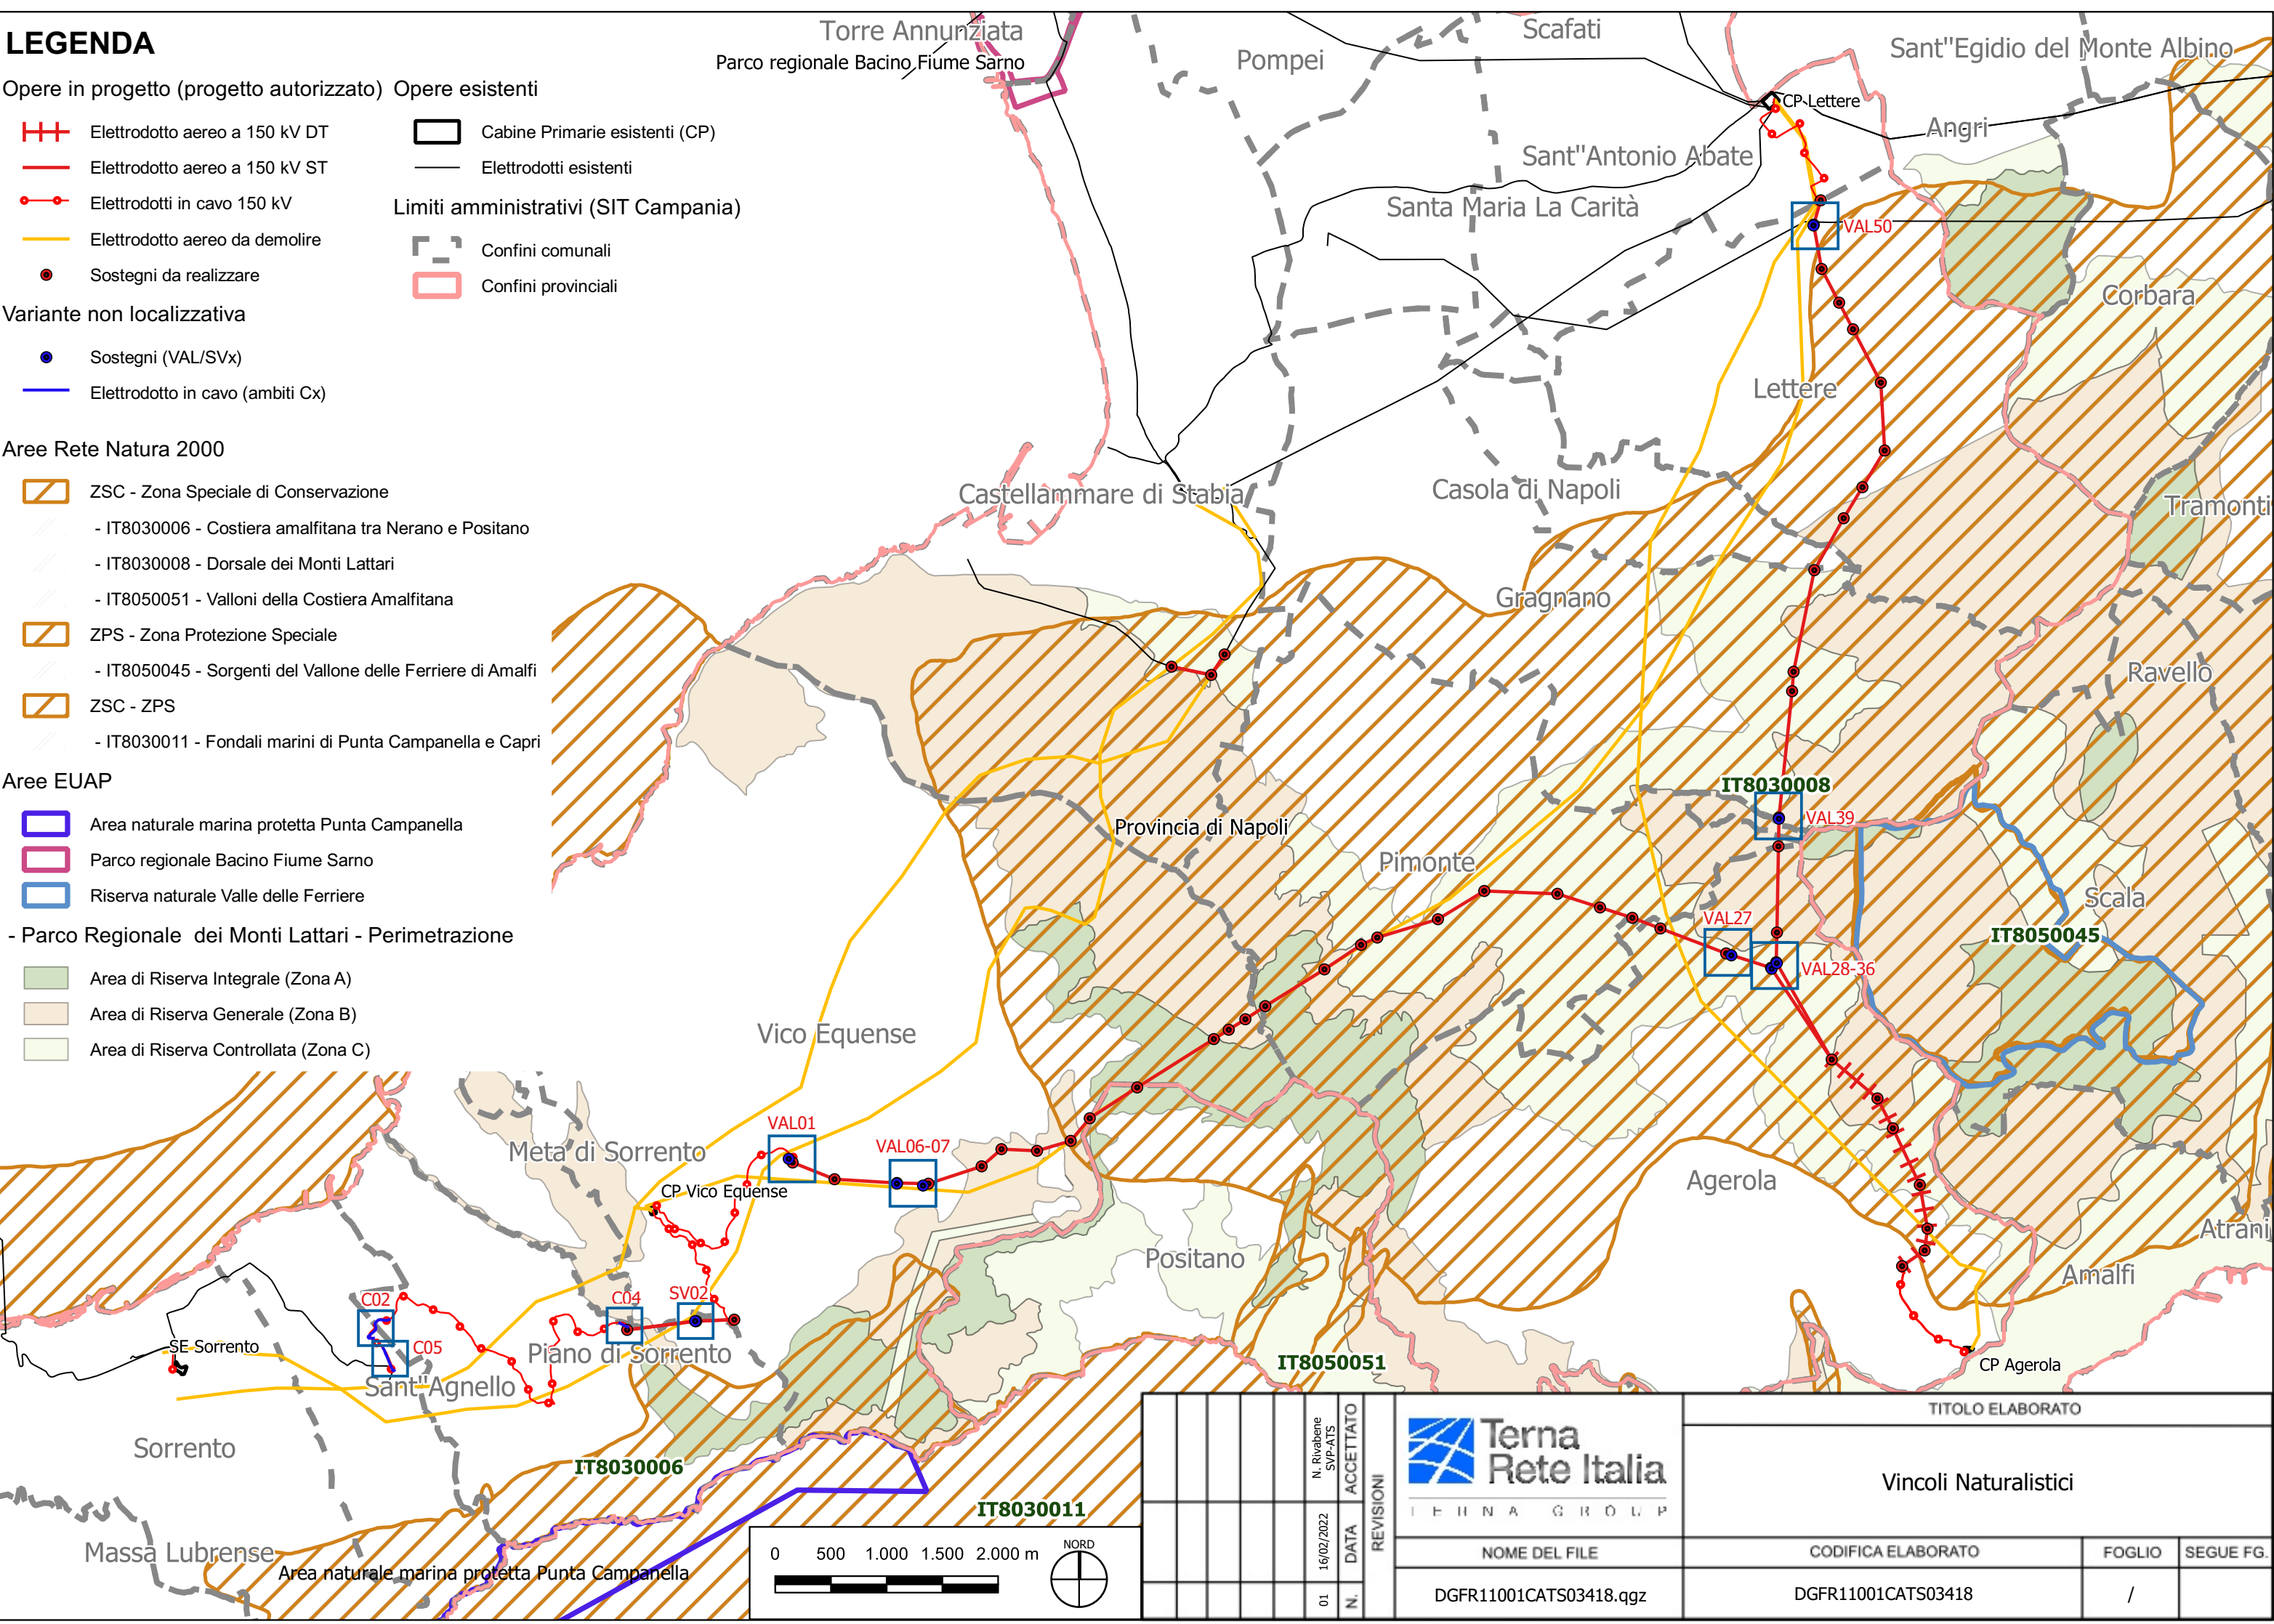 LEGENDA
Opere in progetto (progetto autorizzato)
Elettrodotto aereo a 150 kV DT
Elettrodotto aereo a 150 kV ST
Elettrodotti in cavo 150 kV
Elettrodotto aereo da demolire
Sostegni da realizzare
Variante non localizzativa
Sostegni (VAL/SVx)
Elettrodotto in cavo (ambiti Cx)
Opere esistenti
Cabine Primarie esistenti (CP)
Elettrodotti esistenti
Limiti amministrativi (SIT Campania)
Confini comunali
Confini provinciali
Aree Rete Natura 2000
ZSC - Zona Speciale di Conservazione
- IT8030006 - Costiera amalfitana tra Nerano e Positano
- IT8030008 - Dorsale dei Monti Lattari
- IT8050051 - Valloni della Costiera Amalfitana
ZPS - Zona Protezione Speciale
- IT8050045 - Sorgenti del Vallone delle Ferriere di Amalfi
ZSC - ZPS
- IT8030011 - Fondali marini di Punta Campanella e Capri
Aree EUAP
Area naturale marina protetta Punta Campanella
Parco regionale Bacino Fiume Sarno
Riserva naturale Valle delle Ferriere
- Parco Regionale dei Monti Lattari - Perimetrazione
Area di Riserva Integrale (Zona A)
Area di Riserva Generale (Zona B)
Area di Riserva Controllata (Zona C)
Torre Annunziata
Parco regionale Bacino Fiume Sarno
Pompei
Scafati
Sant"Egidio del Monte Albino
CP Lettere
Angri
Sant"Antonio Abate
Santa Maria La Carità
VAL50
Corbara
Lettere
Castellammare di Stabia
Casola di Napoli
Tramonti
Gragnano
Ravello
IT8030008
VAL39
Provincia di Napoli
Pimonte
Scala
VAL27
IT8050045
VAL28-36
Vico Equense
VAL01
Meta di Sorrento
VAL06-07
CP Vico Equense
Agerola
Atrani
Positano
Amalfi
C02
C04
SV02
SE Sorrento
C05
Piano di Sorrento
IT8050051
CP Agerola
Sant"Agnello
Sorrento
IT8030006
IT8030011
Massa Lubrense
Area naturale marina protetta Punta Campanella
0 500 1.000 1.500 2.000 m
NORD
N. Rivabene
SVP-ATS
ACCETTATO
16/02/2022
DATA
01
N.
REVISIONI
Terna
Rete Italia
TERNA GROUP
TITOLO ELABORATO
Vincoli Naturalistici
NOME DEL FILE
CODIFICA ELABORATO
FOGLIO
SEGUE FG.
DGFR11001CATS03418.qgz
DGFR11001CATS03418
/